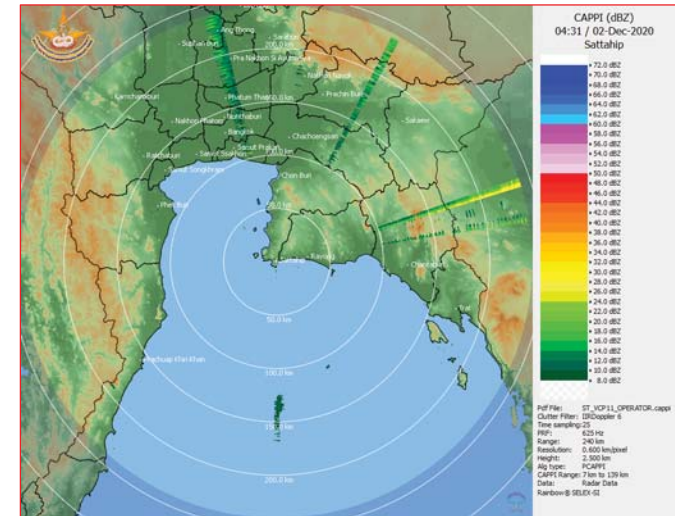 CAPPI (dBZ)
04:31 / 02-Dec-2020
Sattahip
72.0 dBZ
70.0 dBZ
68.0 dBZ
66.0 dBZ
64.0 dBZ
62.0 dBZ
60.0 dBZ
58.0 dBZ
56.0 dBZ
54.0 dBZ
52.0 dBZ
50.0 dBZ
48.0 dBZ
46.0 dBZ
44.0 dBZ
42.0 dBZ
40.0 dBZ
38.0 dBZ
36.0 dBZ
34.0 dBZ
32.0 dBZ
30.0 dBZ
28.0 dBZ
26.0 dBZ
24.0 dBZ
22.0 dBZ
20.0 dBZ
18.0 dBZ
16.0 dBZ
14.0 dBZ
12.0 dBZ
10.0 dBZ
8.0 dBZ
Pdf File: ST_VCP11_OPERATOR.cappi
Clutter Filter: IIRDoppler 6
Time sampling:25
PRF: 625 Hz
Range: 240 km
Resolution: 0.600 km/pixel
Height: 2.500 km
Alg type: PCAPPI
CAPPI Range: 7 km to 139 km
Data: Radar Data
Rainbow® SELEX-SI
Ang Thong
Suphan Buri
200.0 km
Pra Nakhon Si Ayutthaya
Nakhon Nayok
Kanchanaburi
Prachin Buri
Nonthaburi
Nakhon Pathom
Sakaew
Bangkok
Chachoengsao
Samut Prakan
Ratchaburi
Samut Sakhon
Samut Songkhram
Chon Buri
Rayong
Chantaburi
Trat
50.0 km
100.0 km
150.0 km
200.0 km